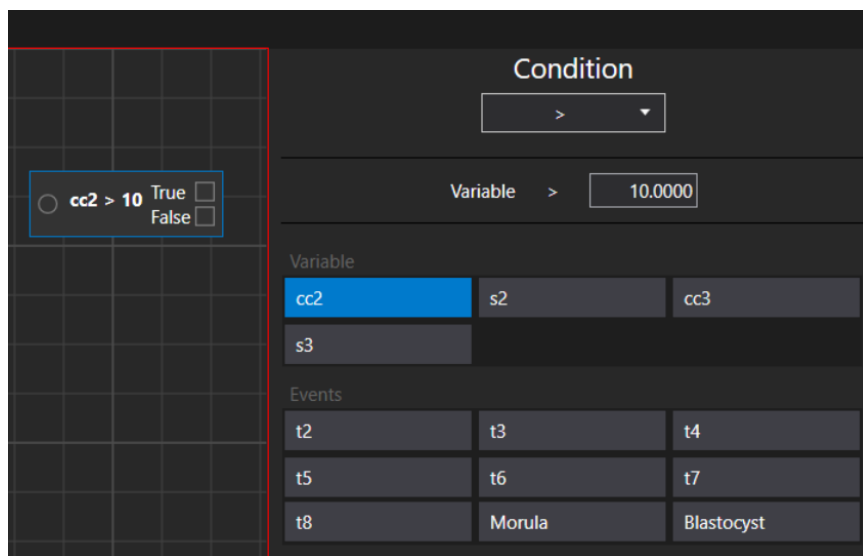 Condition
>
Variable > 10.0000
cc2 > 10 True
False
Variable
cc2 s2 cc3
s3
Events
t2 t3 t4
t5 t6 t7
t8 Morula Blastocyst